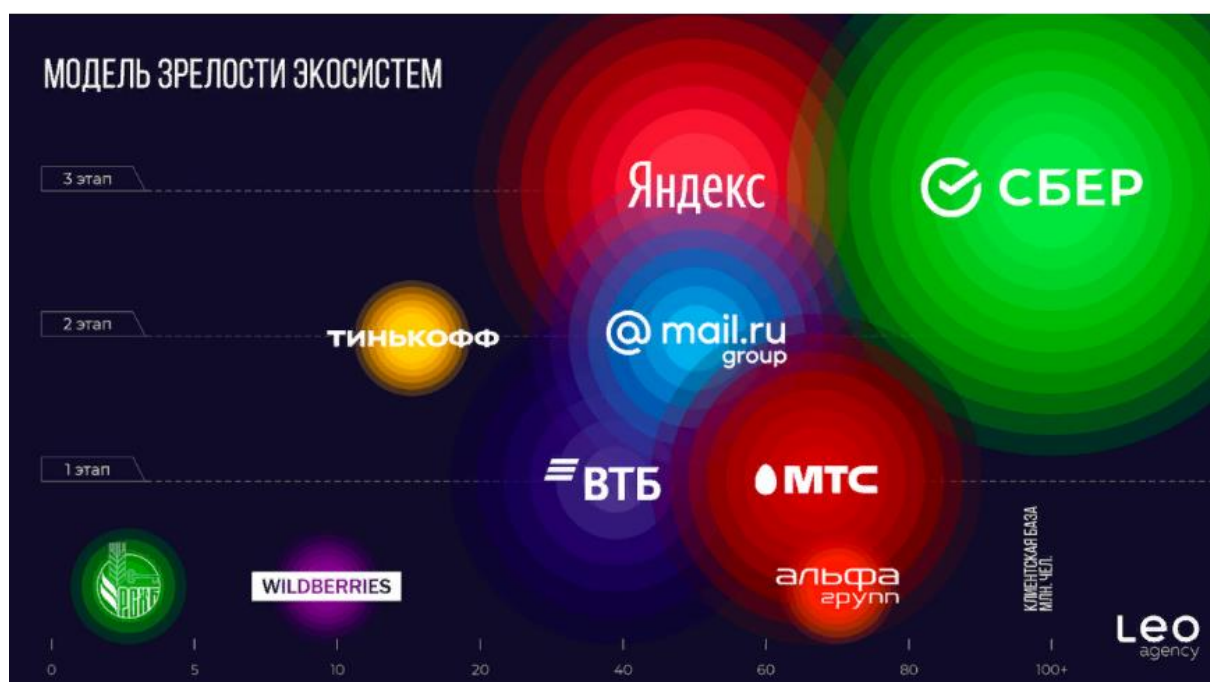 МОДЕЛЬ ЗРЕЛОСТИ ЭКОСИСТЕМ
3 этап
Яндекс
СБЕР
2 этап
ТИНЬКОФФ
@mail.ru
group
1 этап
ВТБ
МТС
РСХБ
WILDBERRIES
альфа
групп
КЛИЕНТСКАЯ БАЗА
МЛН. ЧЕЛ.
Leo
agency
0 5 10 20 40 60 80 100+